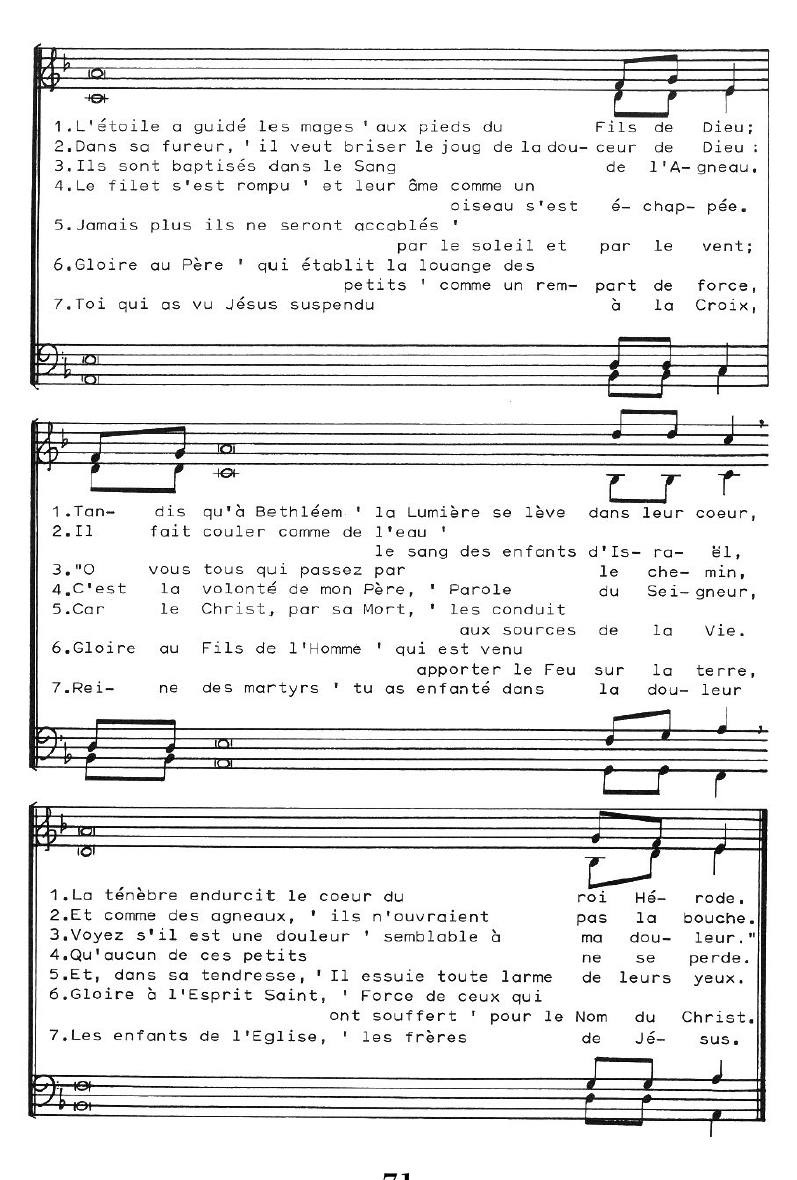 1.L'étoile a guidé les mages ' aux pieds du Fils de Dieu;
2.Dans sa fureur, ' il veut briser le joug de la dou- ceur de Dieu :
3.Ils sont baptisés dans le Sang de l'A- gneau.
4.Le filet s'est rompu ' et leur âme comme un
oiseau s'est é- chap- pée.
5.Jamais plus ils ne seront accablés '
par le soleil et par le vent;
6.Gloire au Père ' qui établit la louange des
petits ' comme un rem- part de force,
7.Toi qui as vu Jésus suspendu à la Croix,
1.Tan- dis qu'à Bethléem ' la Lumière se lève dans leur coeur,
2.Il fait couler comme de l'eau '
le sang des enfants d'Is- ra- ël,
3."O vous tous qui passez par le che- min,
4.C'est la volonté de mon Père, ' Parole du Sei- gneur,
5.Car le Christ, par sa Mort, ' les conduit
aux sources de la Vie.
6.Gloire au Fils de l'Homme ' qui est venu
apporter le Feu sur la terre,
7.Rei- ne des martyrs ' tu as enfanté dans la dou- leur
1.La ténèbre endurcit le coeur du roi Hé- rode.
2.Et comme des agneaux, ' ils n'ouvraient pas la bouche.
3.Voyez s'il est une douleur ' semblable à ma dou- leur."
4.Qu'aucun de ces petits ne se perde.
5.Et, dans sa tendresse, ' Il essuie toute larme de leurs yeux.
6.Gloire à l'Esprit Saint, ' Force de ceux qui
ont souffert ' pour le Nom du Christ.
7.Les enfants de l'Eglise, ' les frères de Jé- sus.
71